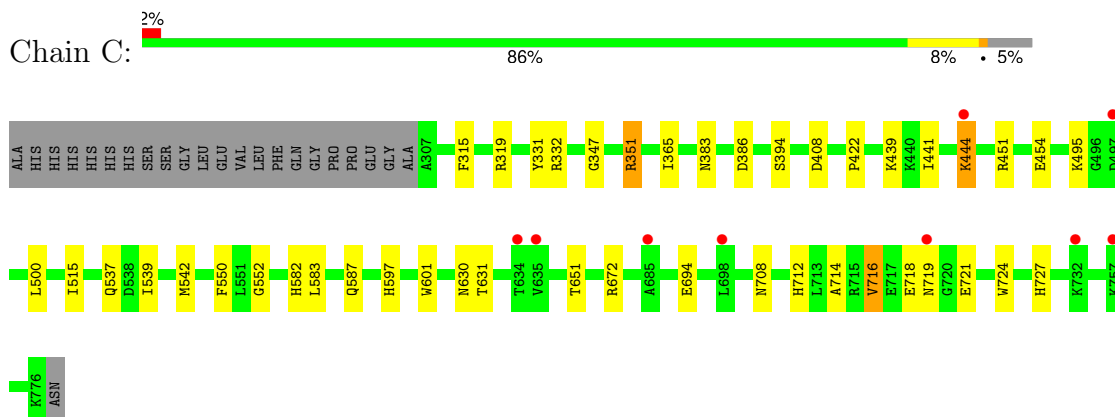 2%
Chain C:
86% 8% • 5%
ALA HIS HIS HIS HIS HIS HIS SER SER GLY LEU GLU VAL LEU PHE GLN GLY PRO PRO GLU GLY ALA A307 F315 R319 Y331 R332 G347 R351 I365 N383 D386 S394 D408 P422 K439 K440 I441 K444 R451 E454 K495 G496 D497
L500 I515 Q537 D538 I539 M542 F550 L551 G552 H582 L583 Q587 H597 W601 N630 T631 T634 V635 T651 R672 A685 E694 L698 N708 H712 L713 A714 R715 V716 E717 E718 N719 G720 E721 W724 H727 K732 K757
K776 ASN